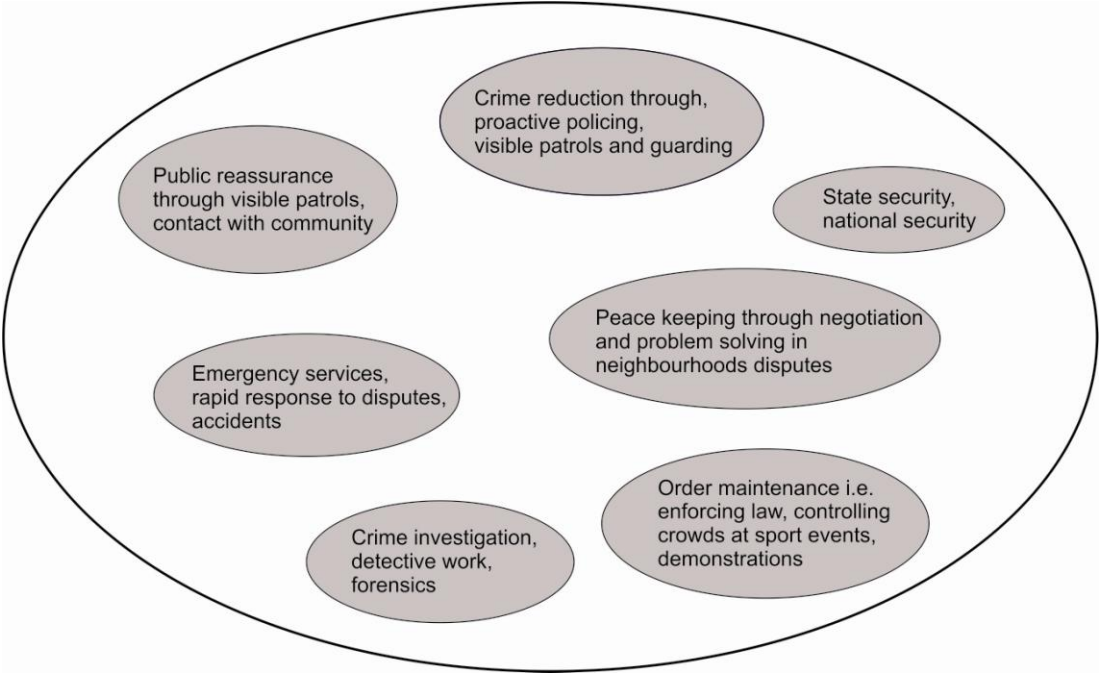 Crime reduction through,
proactive policing,
visible patrols and guarding
Public reassurance
through visible patrols,
contact with community
State security,
national security
Peace keeping through negotiation
and problem solving in
neighbourhoods disputes
Emergency services,
rapid response to disputes,
accidents
Order maintenance i.e.
enforcing law, controlling
crowds at sport events,
demonstrations
Crime investigation,
detective work,
forensics